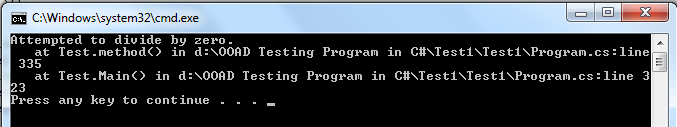 C:\Windows\system32\cmd.exe
Attempted to divide by zero.
   at Test.method() in d:\OOAD Testing Program in C#\Test1\Test1\Program.cs:line
 335
   at Test.Main() in d:\OOAD Testing Program in C#\Test1\Test1\Program.cs:line 3
23
Press any key to continue . . .